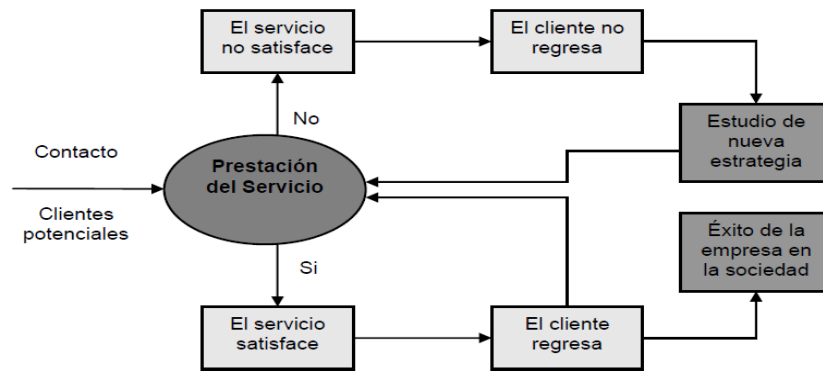 El servicio
no satisface
El cliente no
regresa
No
Estudio de
nueva
estrategia
Contacto
Prestación
del Servicio
Clientes
potenciales
Éxito de la
empresa en
la sociedad
Si
El servicio
satisface
El cliente
regresa